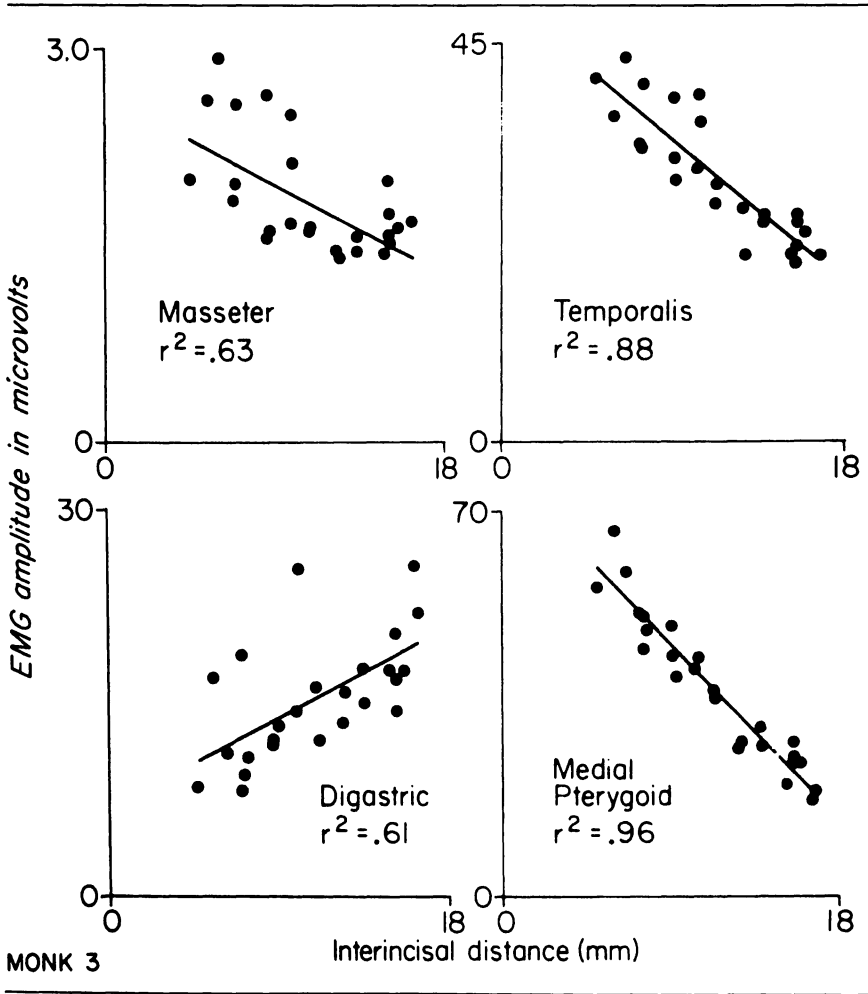 EMG amplitude in microvolts
3.0
0
0
18
Masseter
r² = .63
45
0
0
18
Temporalis
r² = .88
30
0
0
18
Digastric
r² = .61
70
0
0
18
Medial
Pterygoid
r² = .96
Interincisal distance (mm)
MONK 3